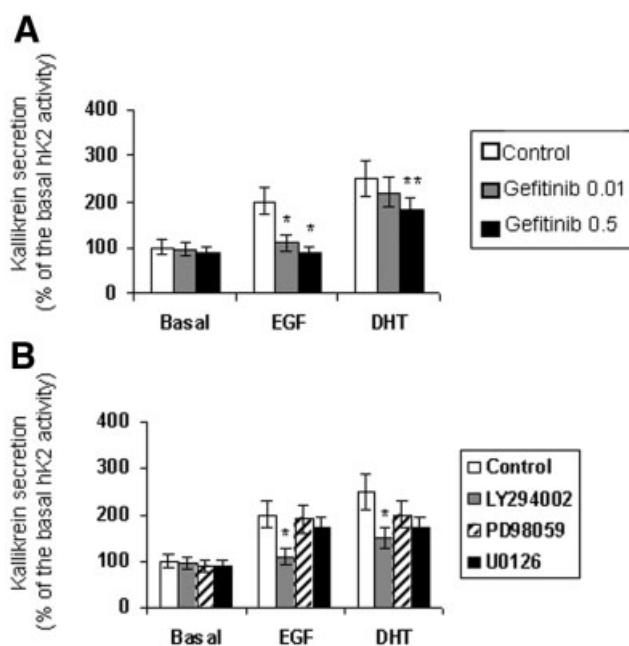 A
Kallikrein secretion
(% of the basal hK2 activity)
400
300
200
100
0
* * **
Basal EGF DHT
Control
Gefitinib 0.01
Gefitinib 0.5
B
Kallikrein secretion
(% of the basal hK2 activity)
400
300
200
100
0
* *
Basal EGF DHT
Control
LY294002
PD98059
U0126